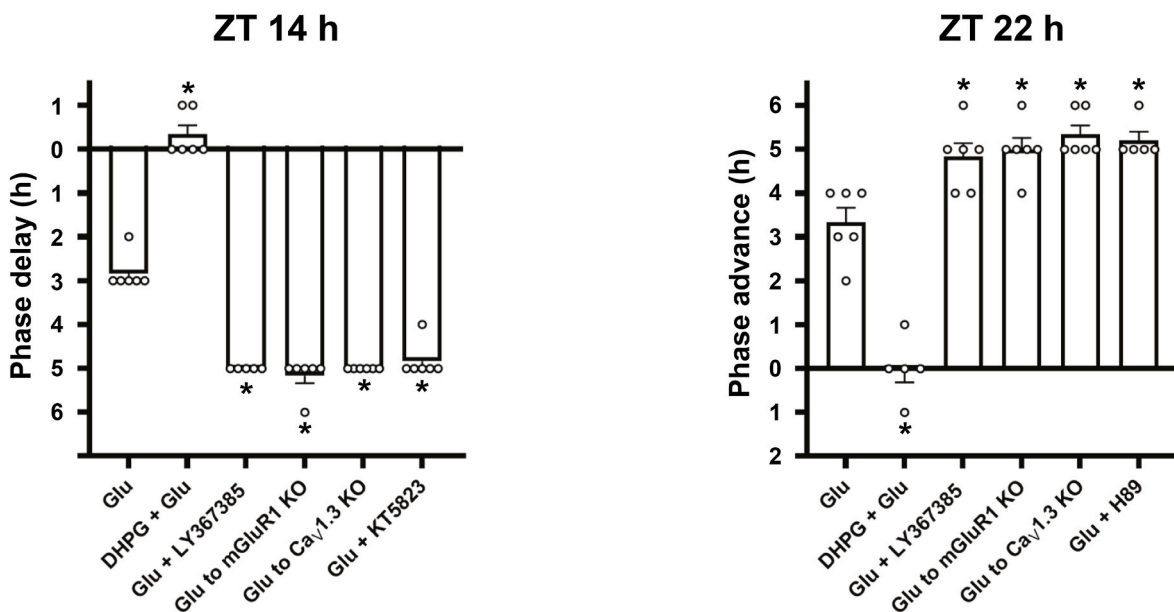 ZT 14 h
Phase delay (h)
1
0
1
2
3
4
5
6
*
*
*
*
*
Glu
DHPG + Glu
Glu + LY367385
Glu to mGluR1 KO
Glu to CaV1.3 KO
Glu + KT5823
ZT 22 h
Phase advance (h)
6
5
4
3
2
1
0
1
2
*
*
*
*
*
Glu
DHPG + Glu
Glu + LY367385
Glu to mGluR1 KO
Glu to CaV1.3 KO
Glu + H89